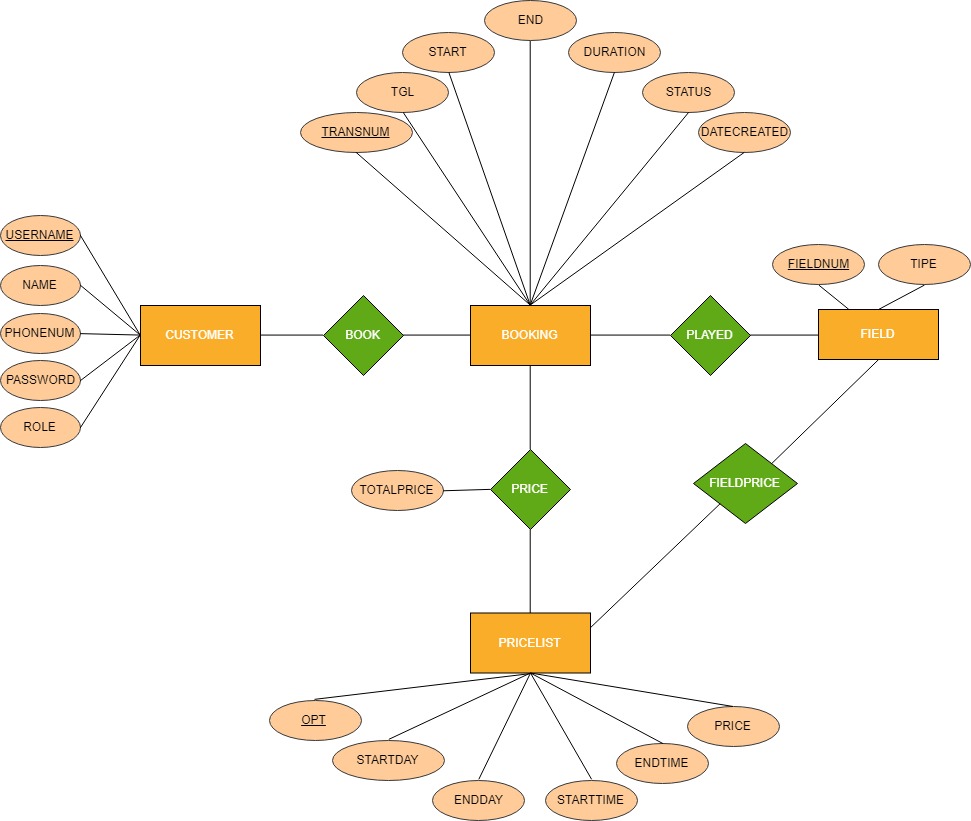 END
START
DURATION
TGL
STATUS
TRANSNUM
DATECREATED
USERNAME
FIELDNUM
TIPE
NAME
PHONENUM
CUSTOMER
BOOK
BOOKING
PLAYED
FIELD
PASSWORD
ROLE
TOTALPRICE
PRICE
FIELDPRICE
PRICELIST
OPT
PRICE
STARTDAY
ENDTIME
ENDDAY
STARTTIME